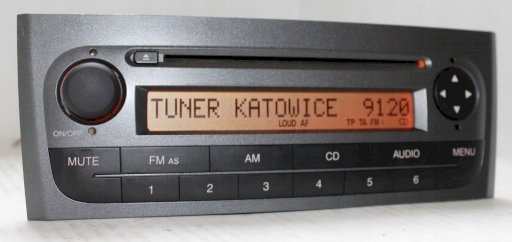 TUNER KATOWICE 9120
LOUD AF TP TA FM CD
ON/OFF
MUTE FM AS AM CD AUDIO MENU
1 2 3 4 5 6